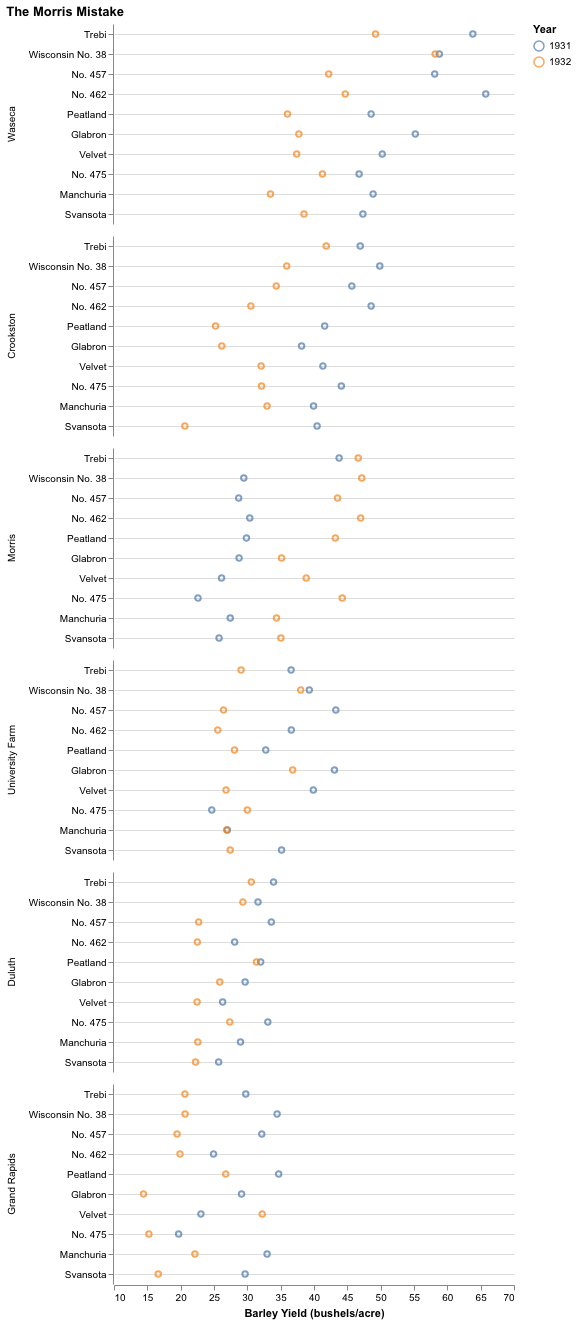 The Morris Mistake
Year
1931
1932
Waseca
Trebi
Wisconsin No. 38
No. 457
No. 462
Peatland
Glabron
Velvet
No. 475
Manchuria
Svansota
Crookston
Trebi
Wisconsin No. 38
No. 457
No. 462
Peatland
Glabron
Velvet
No. 475
Manchuria
Svansota
Morris
Trebi
Wisconsin No. 38
No. 457
No. 462
Peatland
Glabron
Velvet
No. 475
Manchuria
Svansota
University Farm
Trebi
Wisconsin No. 38
No. 457
No. 462
Peatland
Glabron
Velvet
No. 475
Manchuria
Svansota
Duluth
Trebi
Wisconsin No. 38
No. 457
No. 462
Peatland
Glabron
Velvet
No. 475
Manchuria
Svansota
Grand Rapids
Trebi
Wisconsin No. 38
No. 457
No. 462
Peatland
Glabron
Velvet
No. 475
Manchuria
Svansota
10 15 20 25 30 35 40 45 50 55 60 65 70
Barley Yield (bushels/acre)